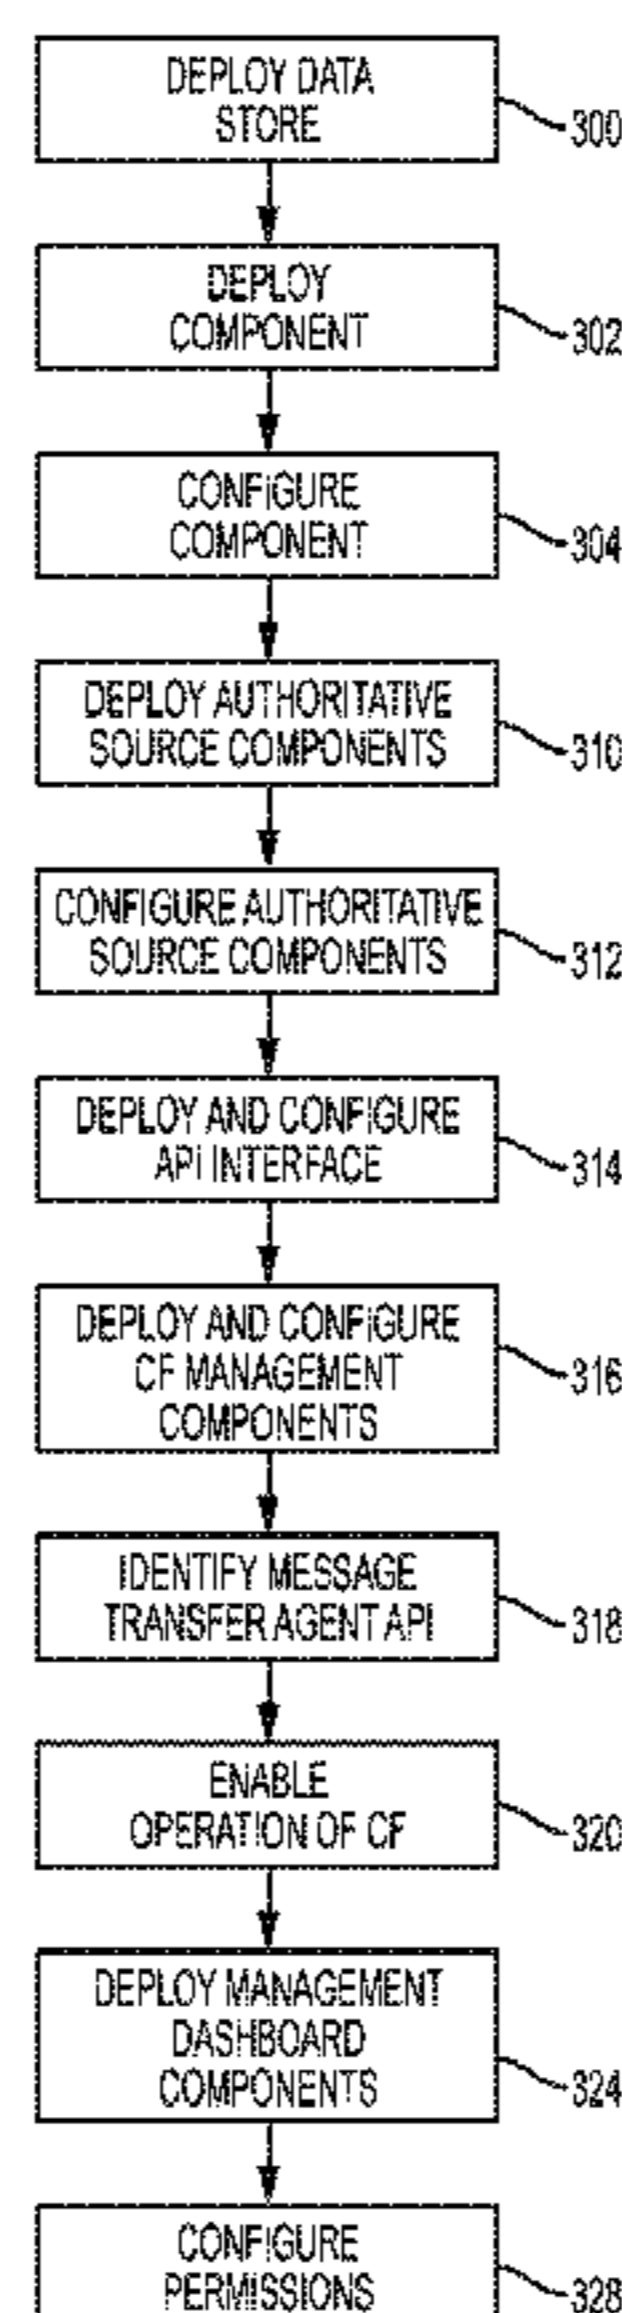 DEPLOY DATA
STORE
300
DEPLOY
COMPONENT
302
CONFIGURE
COMPONENT
304
DEPLOY AUTHORITATIVE
SOURCE COMPONENTS
310
CONFIGURE AUTHORITATIVE
SOURCE COMPONENTS
312
DEPLOY AND CONFIGURE
API INTERFACE
314
DEPLOY AND CONFIGURE
CF MANAGEMENT
COMPONENTS
316
IDENTIFY MESSAGE
TRANSFER AGENT API
318
ENABLE
OPERATION OF CF
320
DEPLOY MANAGEMENT
DASHBOARD
COMPONENTS
324
CONFIGURE
PERMISSIONS
328